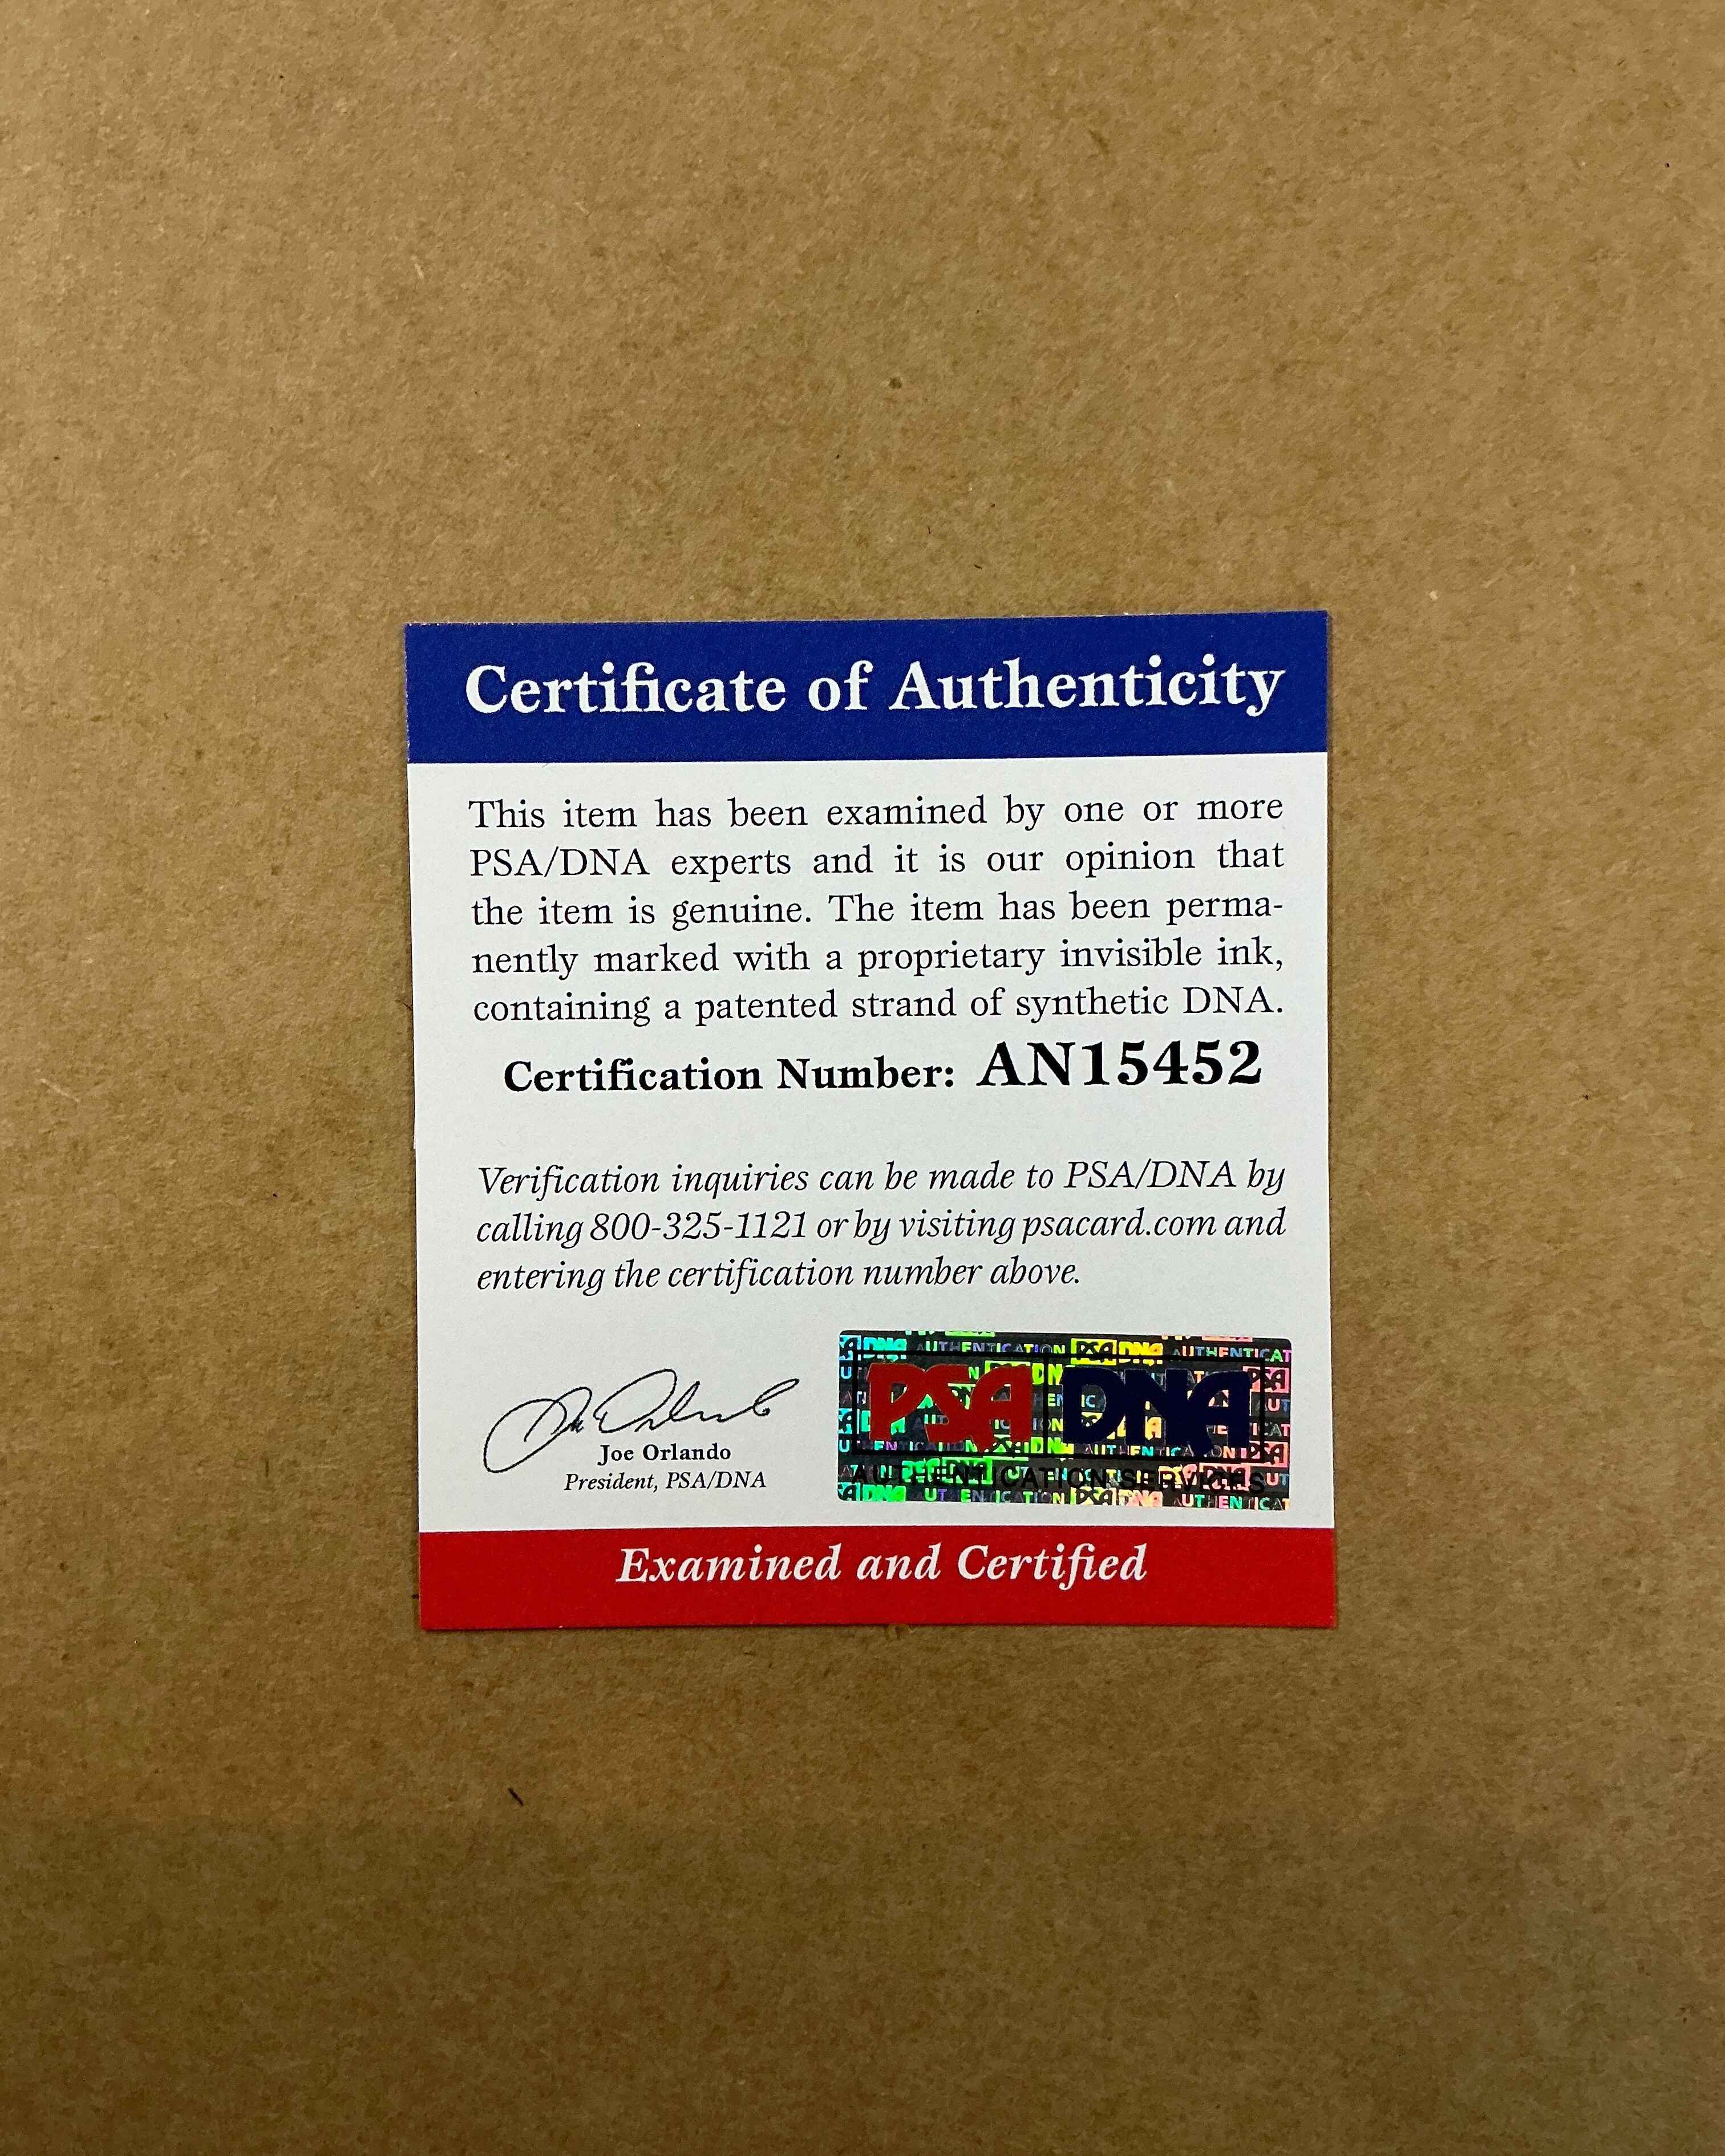 Certificate of Authenticity
This item has been examined by one or more
PSA/DNA experts and it is our opinion that
the item is genuine. The item has been perma-
nently marked with a proprietary invisible ink,
containing a patented strand of synthetic DNA.
Certification Number: AN15452
Verification inquiries can be made to PSA/DNA by
calling 800-325-1121 or by visiting psacard.com and
entering the certification number above.
Joe Orlando
President, PSA/DNA
PSA DNA
AUTHENTICATION SERVICES
Examined and Certified